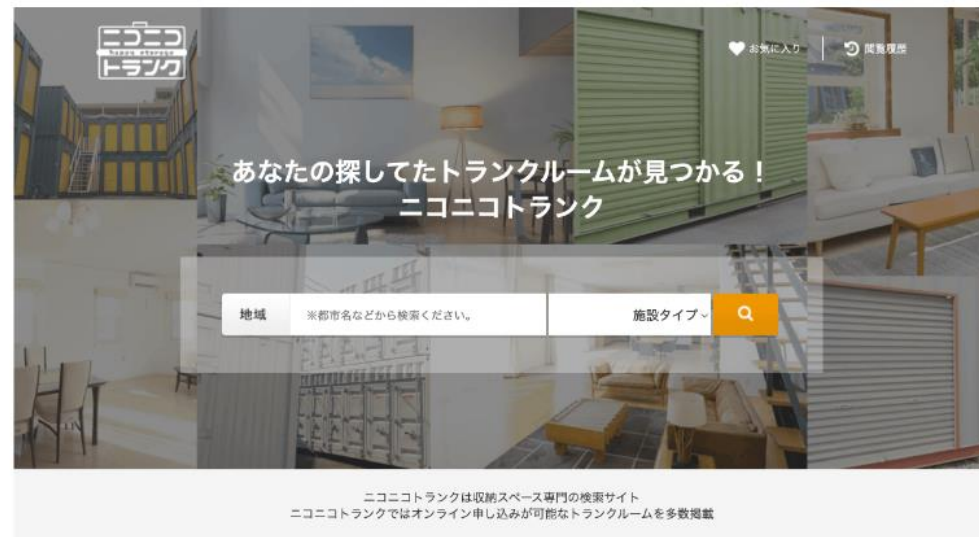 ニコニコ
happy storage
トランク
お気に入り
閲覧履歴
あなたの探してたトランクルームが見つかる！
ニコニコトランク
地域
※都市名などから検索ください。
施設タイプ
ニコニコトランクは収納スペース専門の検索サイト
ニコニコトランクではオンライン申し込みが可能なトランクルームを多数掲載